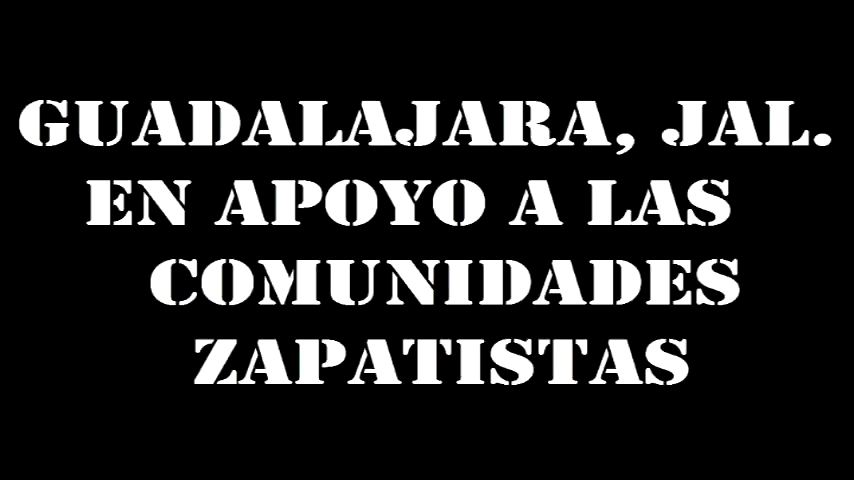 GUADALAJARA, JAL.
EN APOYO A LAS
COMUNIDADES
ZAPATISTAS